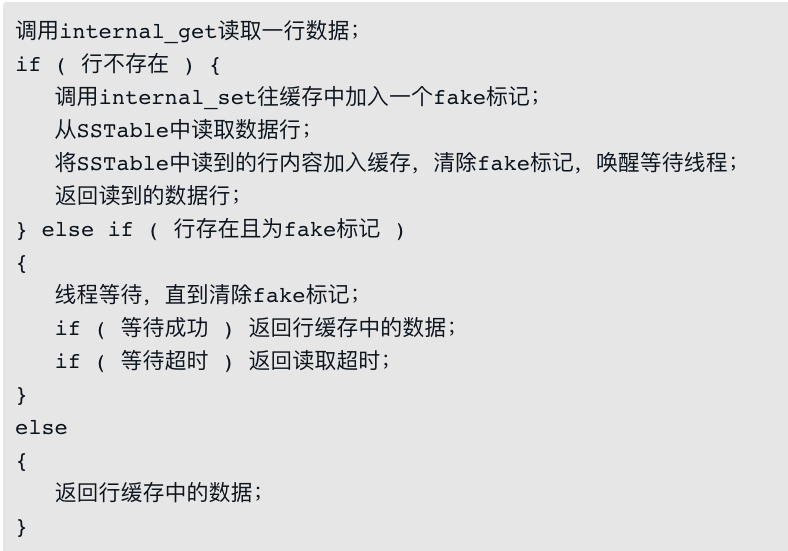 调用internal_get读取一行数据;
if ( 行不存在 ) {
   调用internal_set往缓存中加入一个fake标记;
   从SSTable中读取数据行;
   将SSTable中读到的行内容加入缓存，清除fake标记，唤醒等待线程;
   返回读到的数据行;
} else if ( 行存在且为fake标记 )
{
   线程等待，直到清除fake标记;
   if ( 等待成功 ) 返回行缓存中的数据;
   if ( 等待超时 ) 返回读取超时;
}
else
{
   返回行缓存中的数据;
}